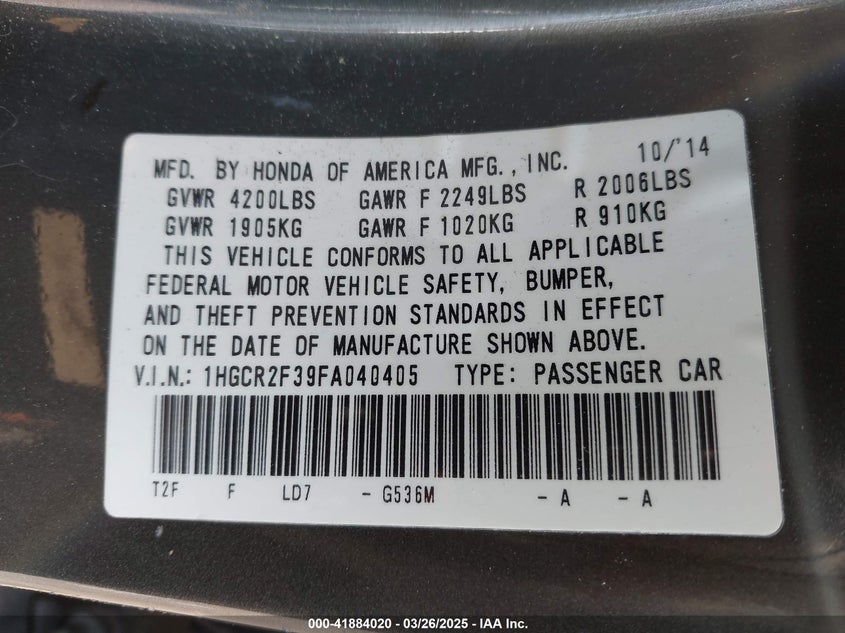 MFD. BY HONDA OF AMERICA MFG., INC. 10/'14
GVWR 4200LBS GAWR F 2249LBS R 2006LBS
GVWR 1905KG GAWR F 1020KG R 910KG
THIS VEHICLE CONFORMS TO ALL APPLICABLE
FEDERAL MOTOR VEHICLE SAFETY, BUMPER,
AND THEFT PREVENTION STANDARDS IN EFFECT
ON THE DATE OF MANUFACTURE SHOWN ABOVE.
V.I.N.: 1HGCR2F39FA040405 TYPE: PASSENGER CAR
T2F F LD7 - G536M - A - A
000-41884020 - 03/26/2025 - IAA Inc.